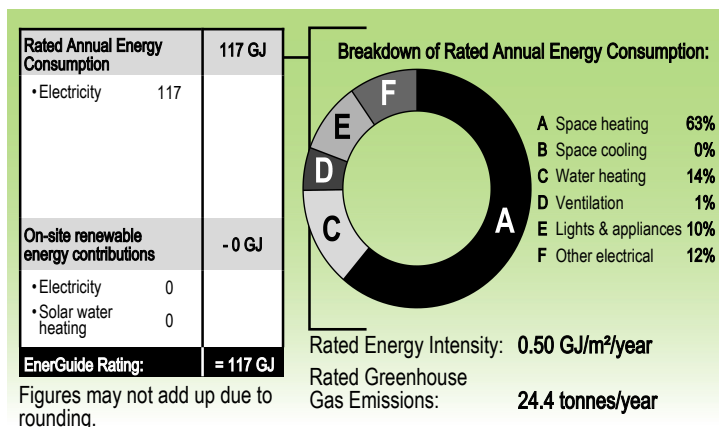 Rated Annual Energy
Consumption
117 GJ
• Electricity 117
On-site renewable
energy contributions
- 0 GJ
• Electricity 0
• Solar water
heating
0
EnerGuide Rating: = 117 GJ
Figures may not add up due to
rounding.
Breakdown of Rated Annual Energy Consumption:
F
E
D
C
A
A Space heating 63%
B Space cooling 0%
C Water heating 14%
D Ventilation 1%
E Lights & appliances 10%
F Other electrical 12%
Rated Energy Intensity: 0.50 GJ/m²/year
Rated Greenhouse
Gas Emissions: 24.4 tonnes/year